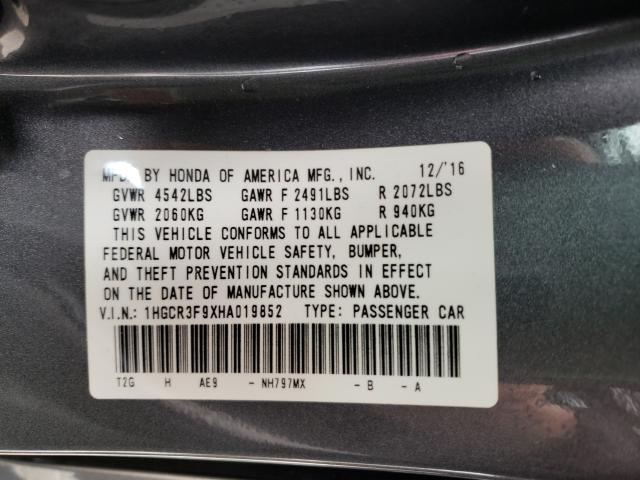 MFD. BY HONDA OF AMERICA MFG., INC. 12/'16
GVWR 4542LBS GAWR F 2491LBS R 2072LBS
GVWR 2060KG GAWR F 1130KG R 940KG
THIS VEHICLE CONFORMS TO ALL APPLICABLE
FEDERAL MOTOR VEHICLE SAFETY, BUMPER,
AND THEFT PREVENTION STANDARDS IN EFFECT
ON THE DATE OF MANUFACTURE SHOWN ABOVE.
V.I.N.: 1HGCR3F9XHA019852 TYPE: PASSENGER CAR
T2G H AE9 - NH797MX - B - A